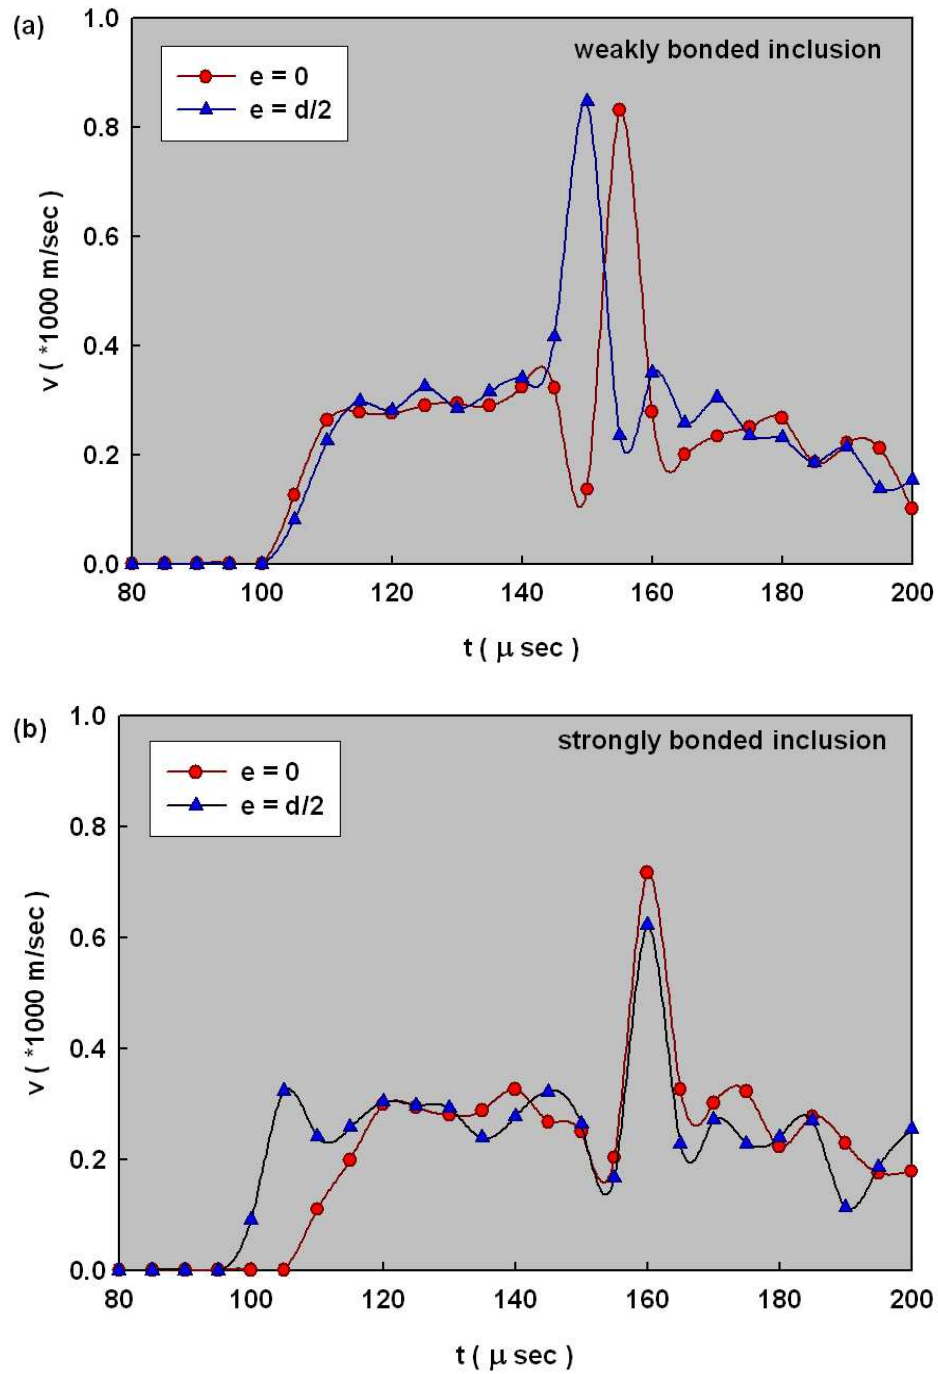 (a)
weakly bonded inclusion
e = 0
e = d/2
1.0
0.8
0.6
0.4
0.2
0.0
v ( *1000 m/sec )
80 100 120 140 160 180 200
t ( μ sec )
(b)
strongly bonded inclusion
e = 0
e = d/2
1.0
0.8
0.6
0.4
0.2
0.0
v ( *1000 m/sec )
80 100 120 140 160 180 200
t ( μ sec )